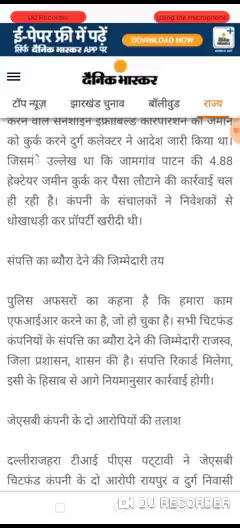 DU Recorder
Using the microphone
ई-पेपर फ्री में पढ़ें
सिर्फ दैनिक भास्कर APP पर
DOWNLOAD NOW
दैनिक भास्कर
टॉप न्यूज़ झारखंड चुनाव बॉलीवुड राज्य
करने वाले सनशाइन इंफ्राबिल्ड कारपोरेशन की जमीन
को कुर्क करने दुर्ग कलेक्टर ने आदेश जारी किया था।
जिसमंे उल्लेख था कि जामगांव पाटन की 4.88
हेक्टेयर जमीन कुर्क कर पैसा लौटाने की कार्रवाई चल
ही रही है। कंपनी के संचालकों ने निवेशकों से
धोखाधड़ी कर प्रॉपर्टी खरीदी थी।
संपत्ति का ब्यौरा देने की जिम्मेदारी तय
पुलिस अफसरों का कहना है कि हमारा काम
एफआईआर करने का है, जो हो चुका है। सभी चिटफंड
कंपनियों के संपत्ति का ब्यौरा देने की जिम्मेदारी राजस्व,
जिला प्रशासन, शासन की है। संपत्ति रिकार्ड मिलेगा,
इसी के हिसाब से आगे नियमानुसार कार्रवाई होगी।
जेएसबी कंपनी के दो आरोपियों की तलाश
दल्लीराजहरा टीआई पीएस पट्टावी ने जेएसबी
चिटफंड कंपनी के दो आरोपी रायपुर व दुर्ग निवासी
DU RECORDER